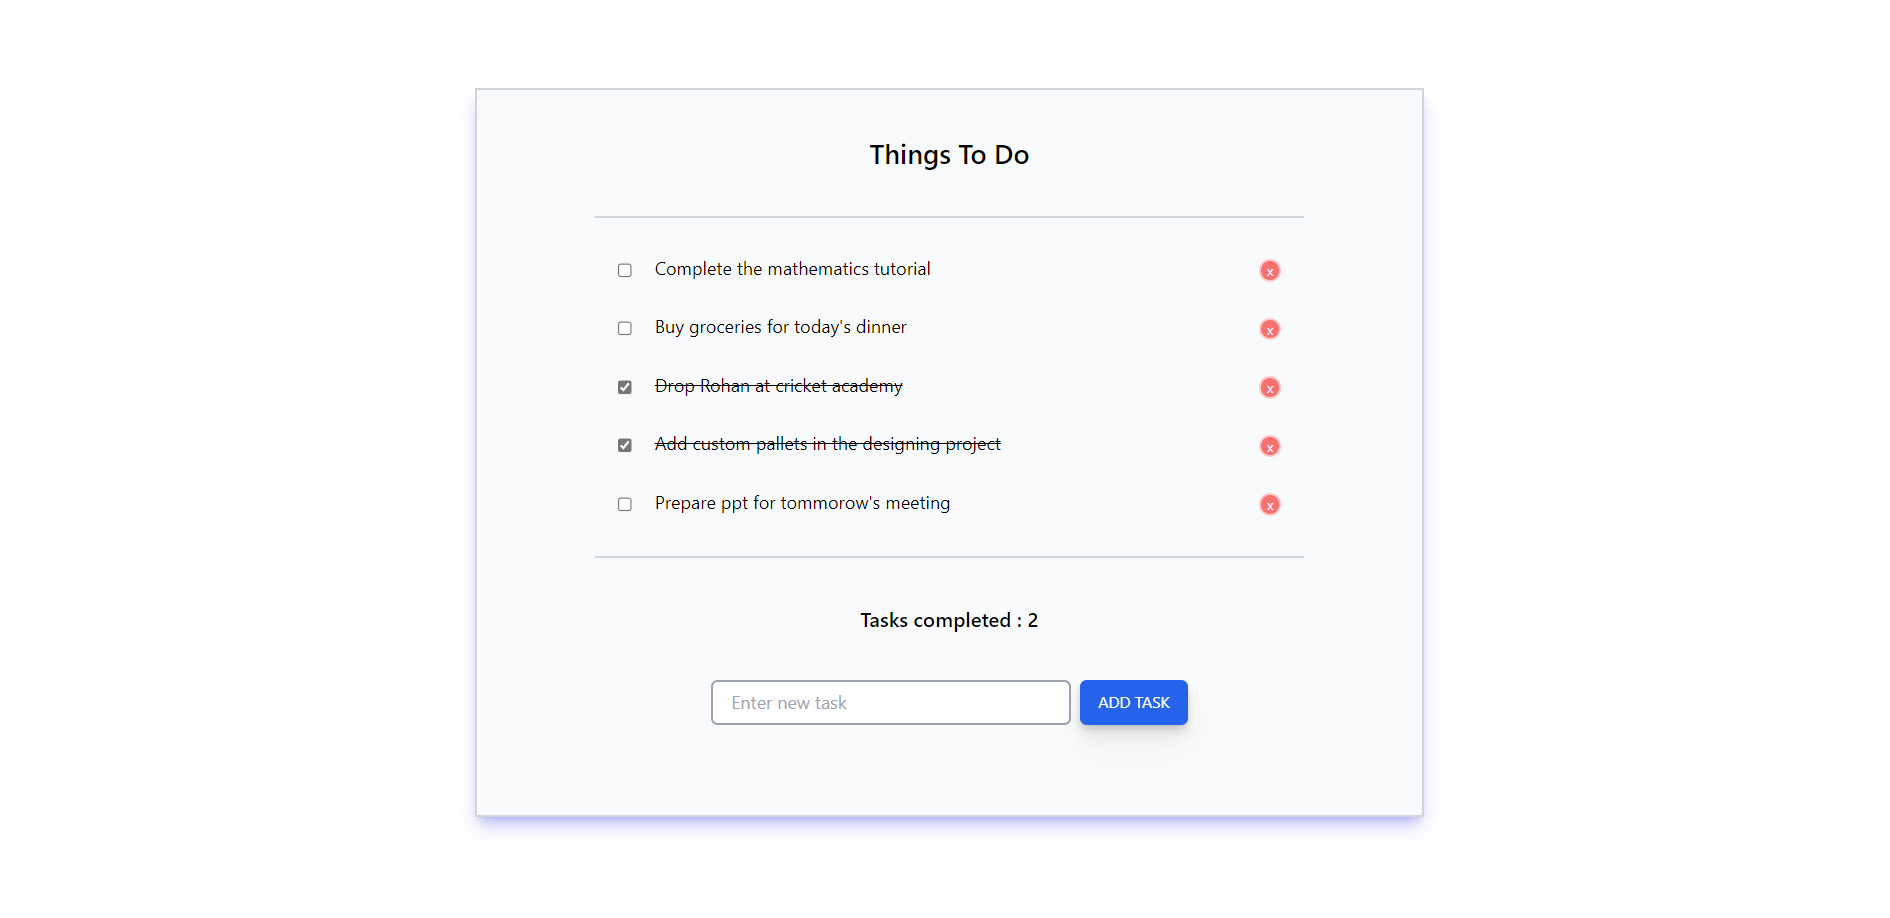 Things To Do
Complete the mathematics tutorial x
Buy groceries for today's dinner x
Drop Rohan at cricket academy x
Add custom pallets in the designing project x
Prepare ppt for tommorow's meeting x
Tasks completed : 2
Enter new task ADD TASK